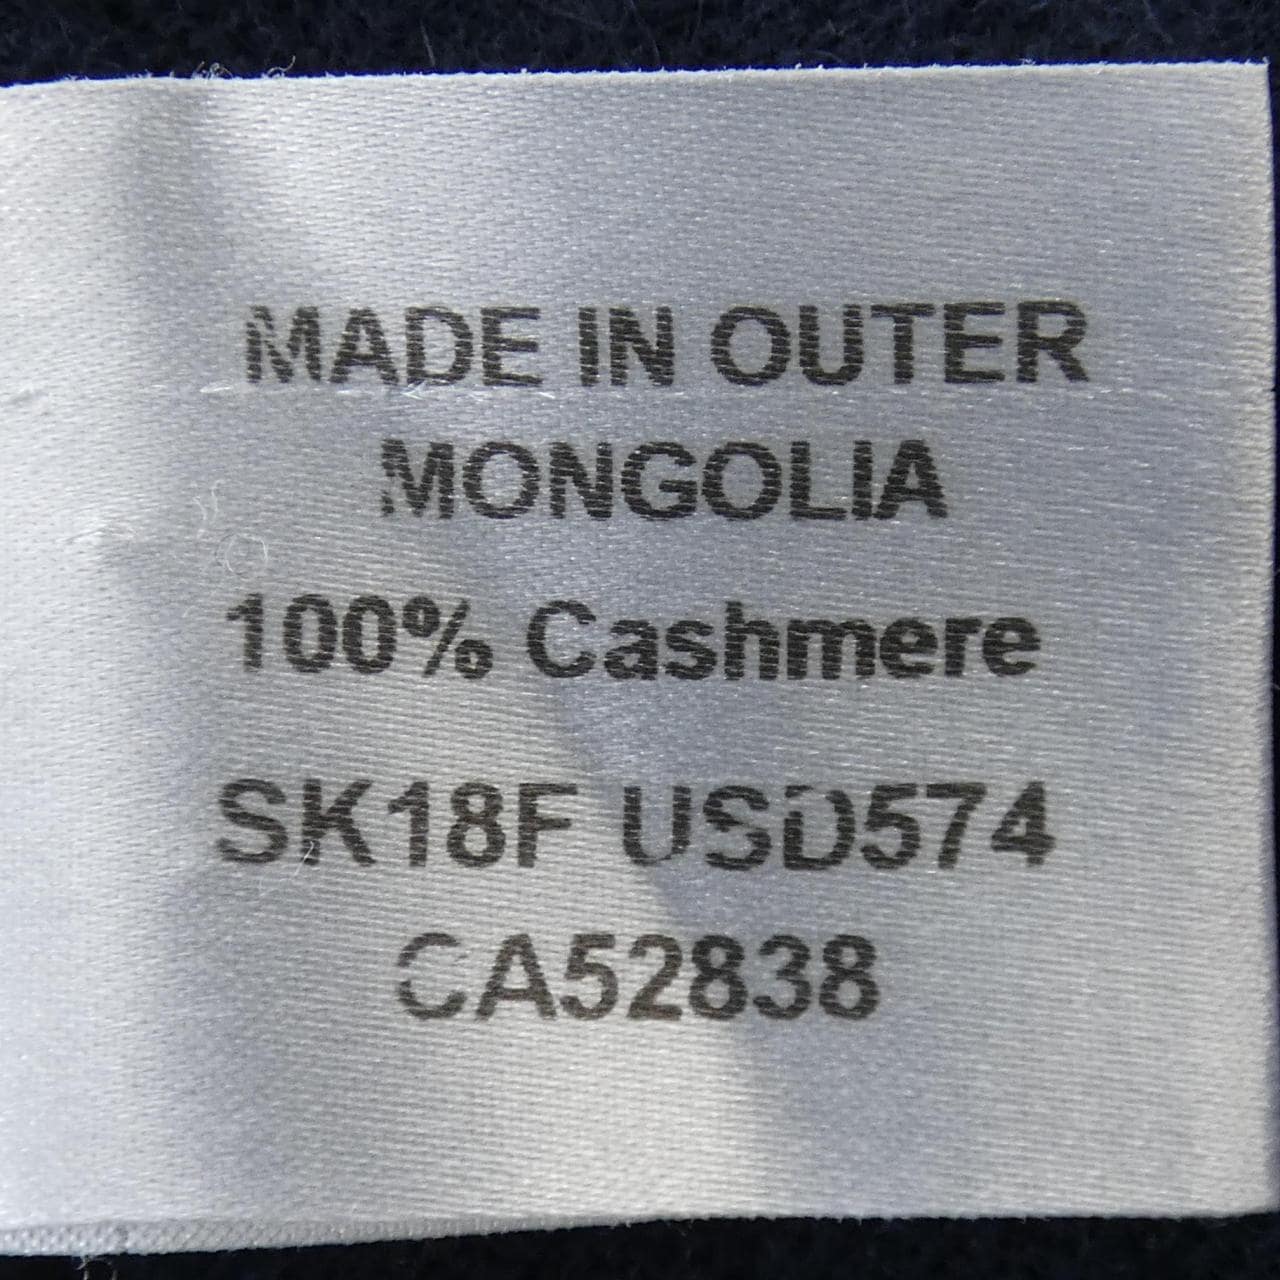 MADE IN OUTER
MONGOLIA
100% Cashmere
SK18F USD574
CA52838